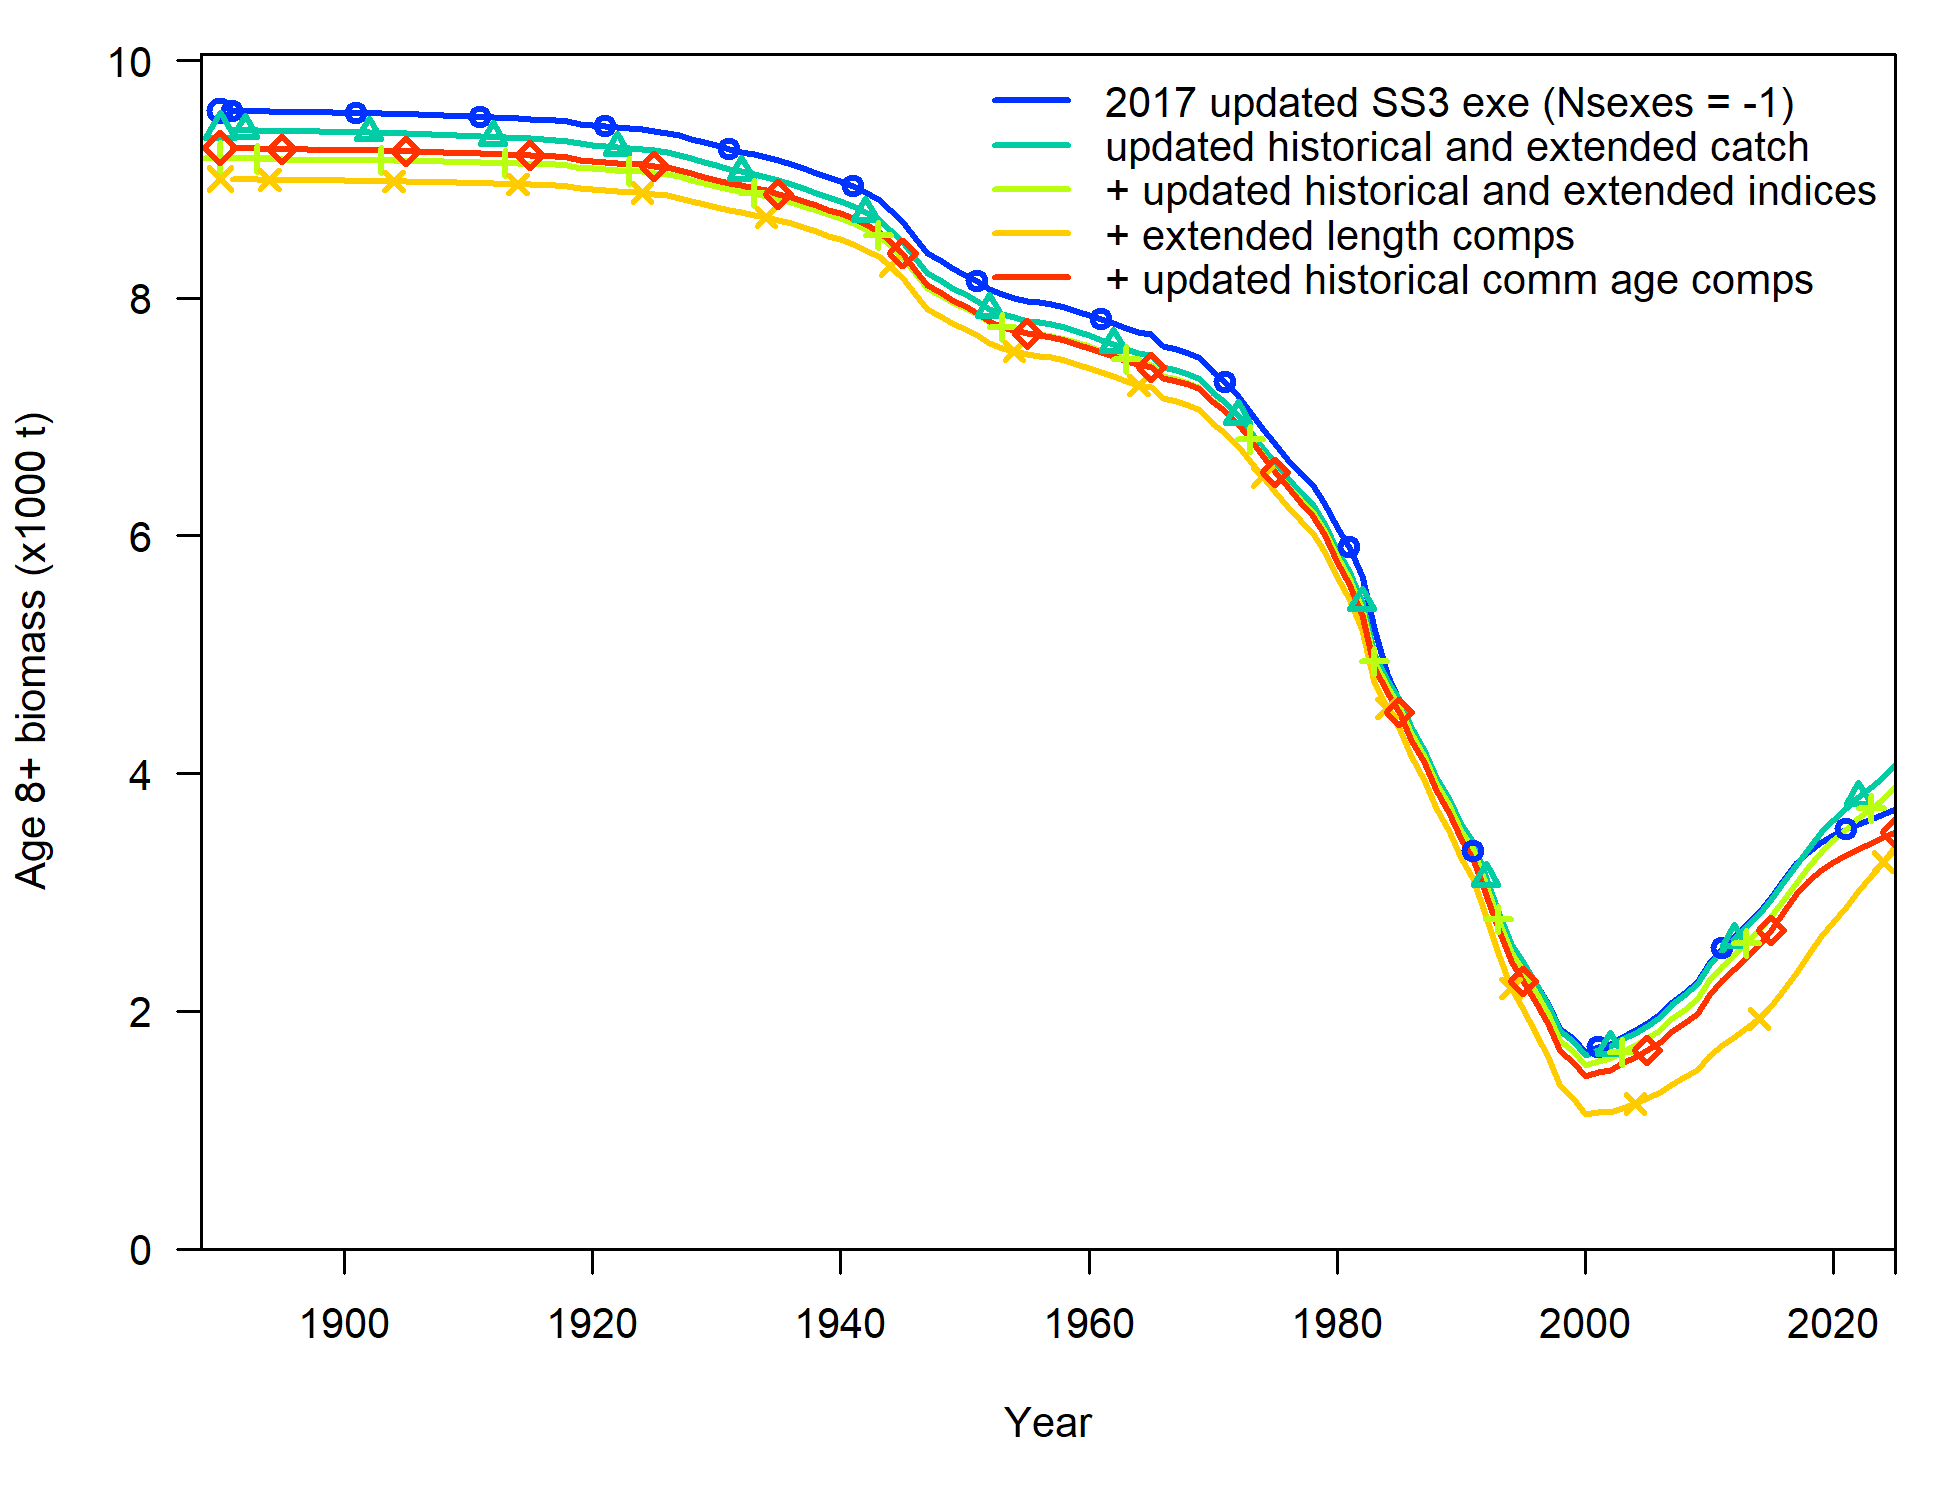 10
8
6
4
2
0
Age 8+ biomass (x1000 t)
2017 updated SS3 exe (Nsexes = -1)
updated historical and extended catch
+ updated historical and extended indices
+ extended length comps
+ updated historical comm age comps
1900 1920 1940 1960 1980 2000 2020
Year